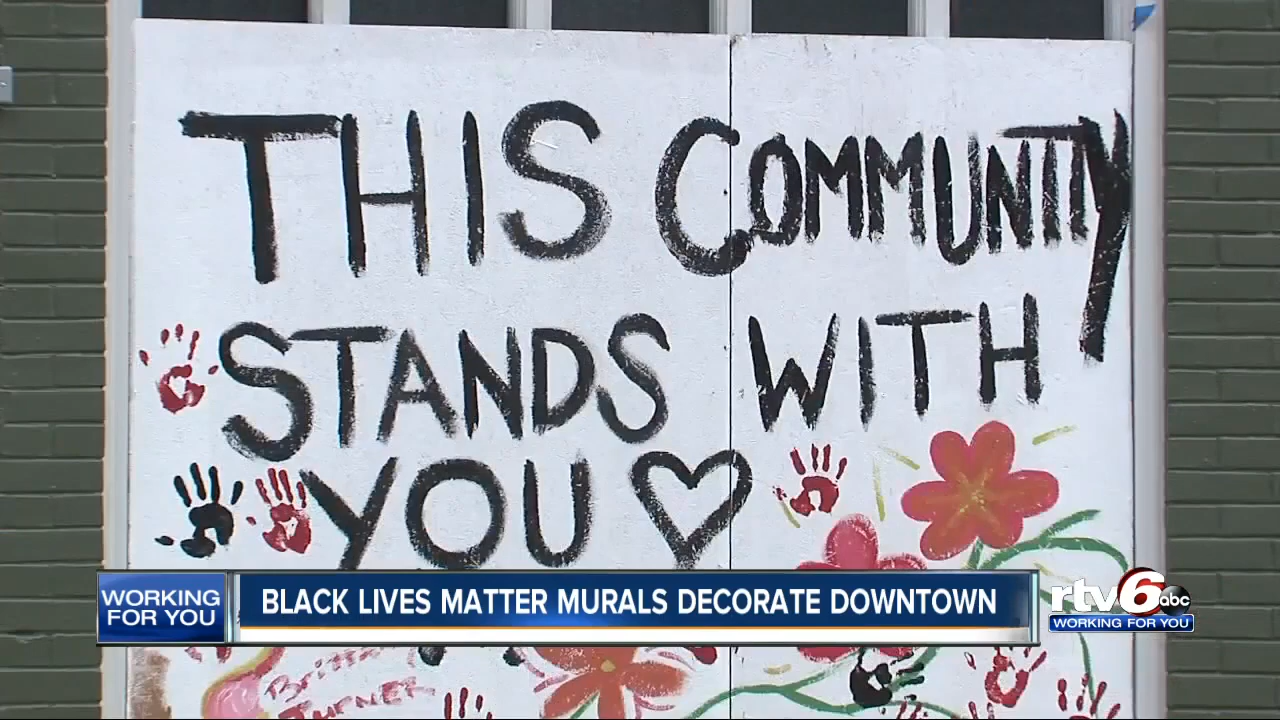 THIS COMMUNITY
STANDS WITH
YOU
WORKING
FOR YOU
BLACK LIVES MATTER MURALS DECORATE DOWNTOWN
rtv6 abc
WORKING FOR YOU
TURNER